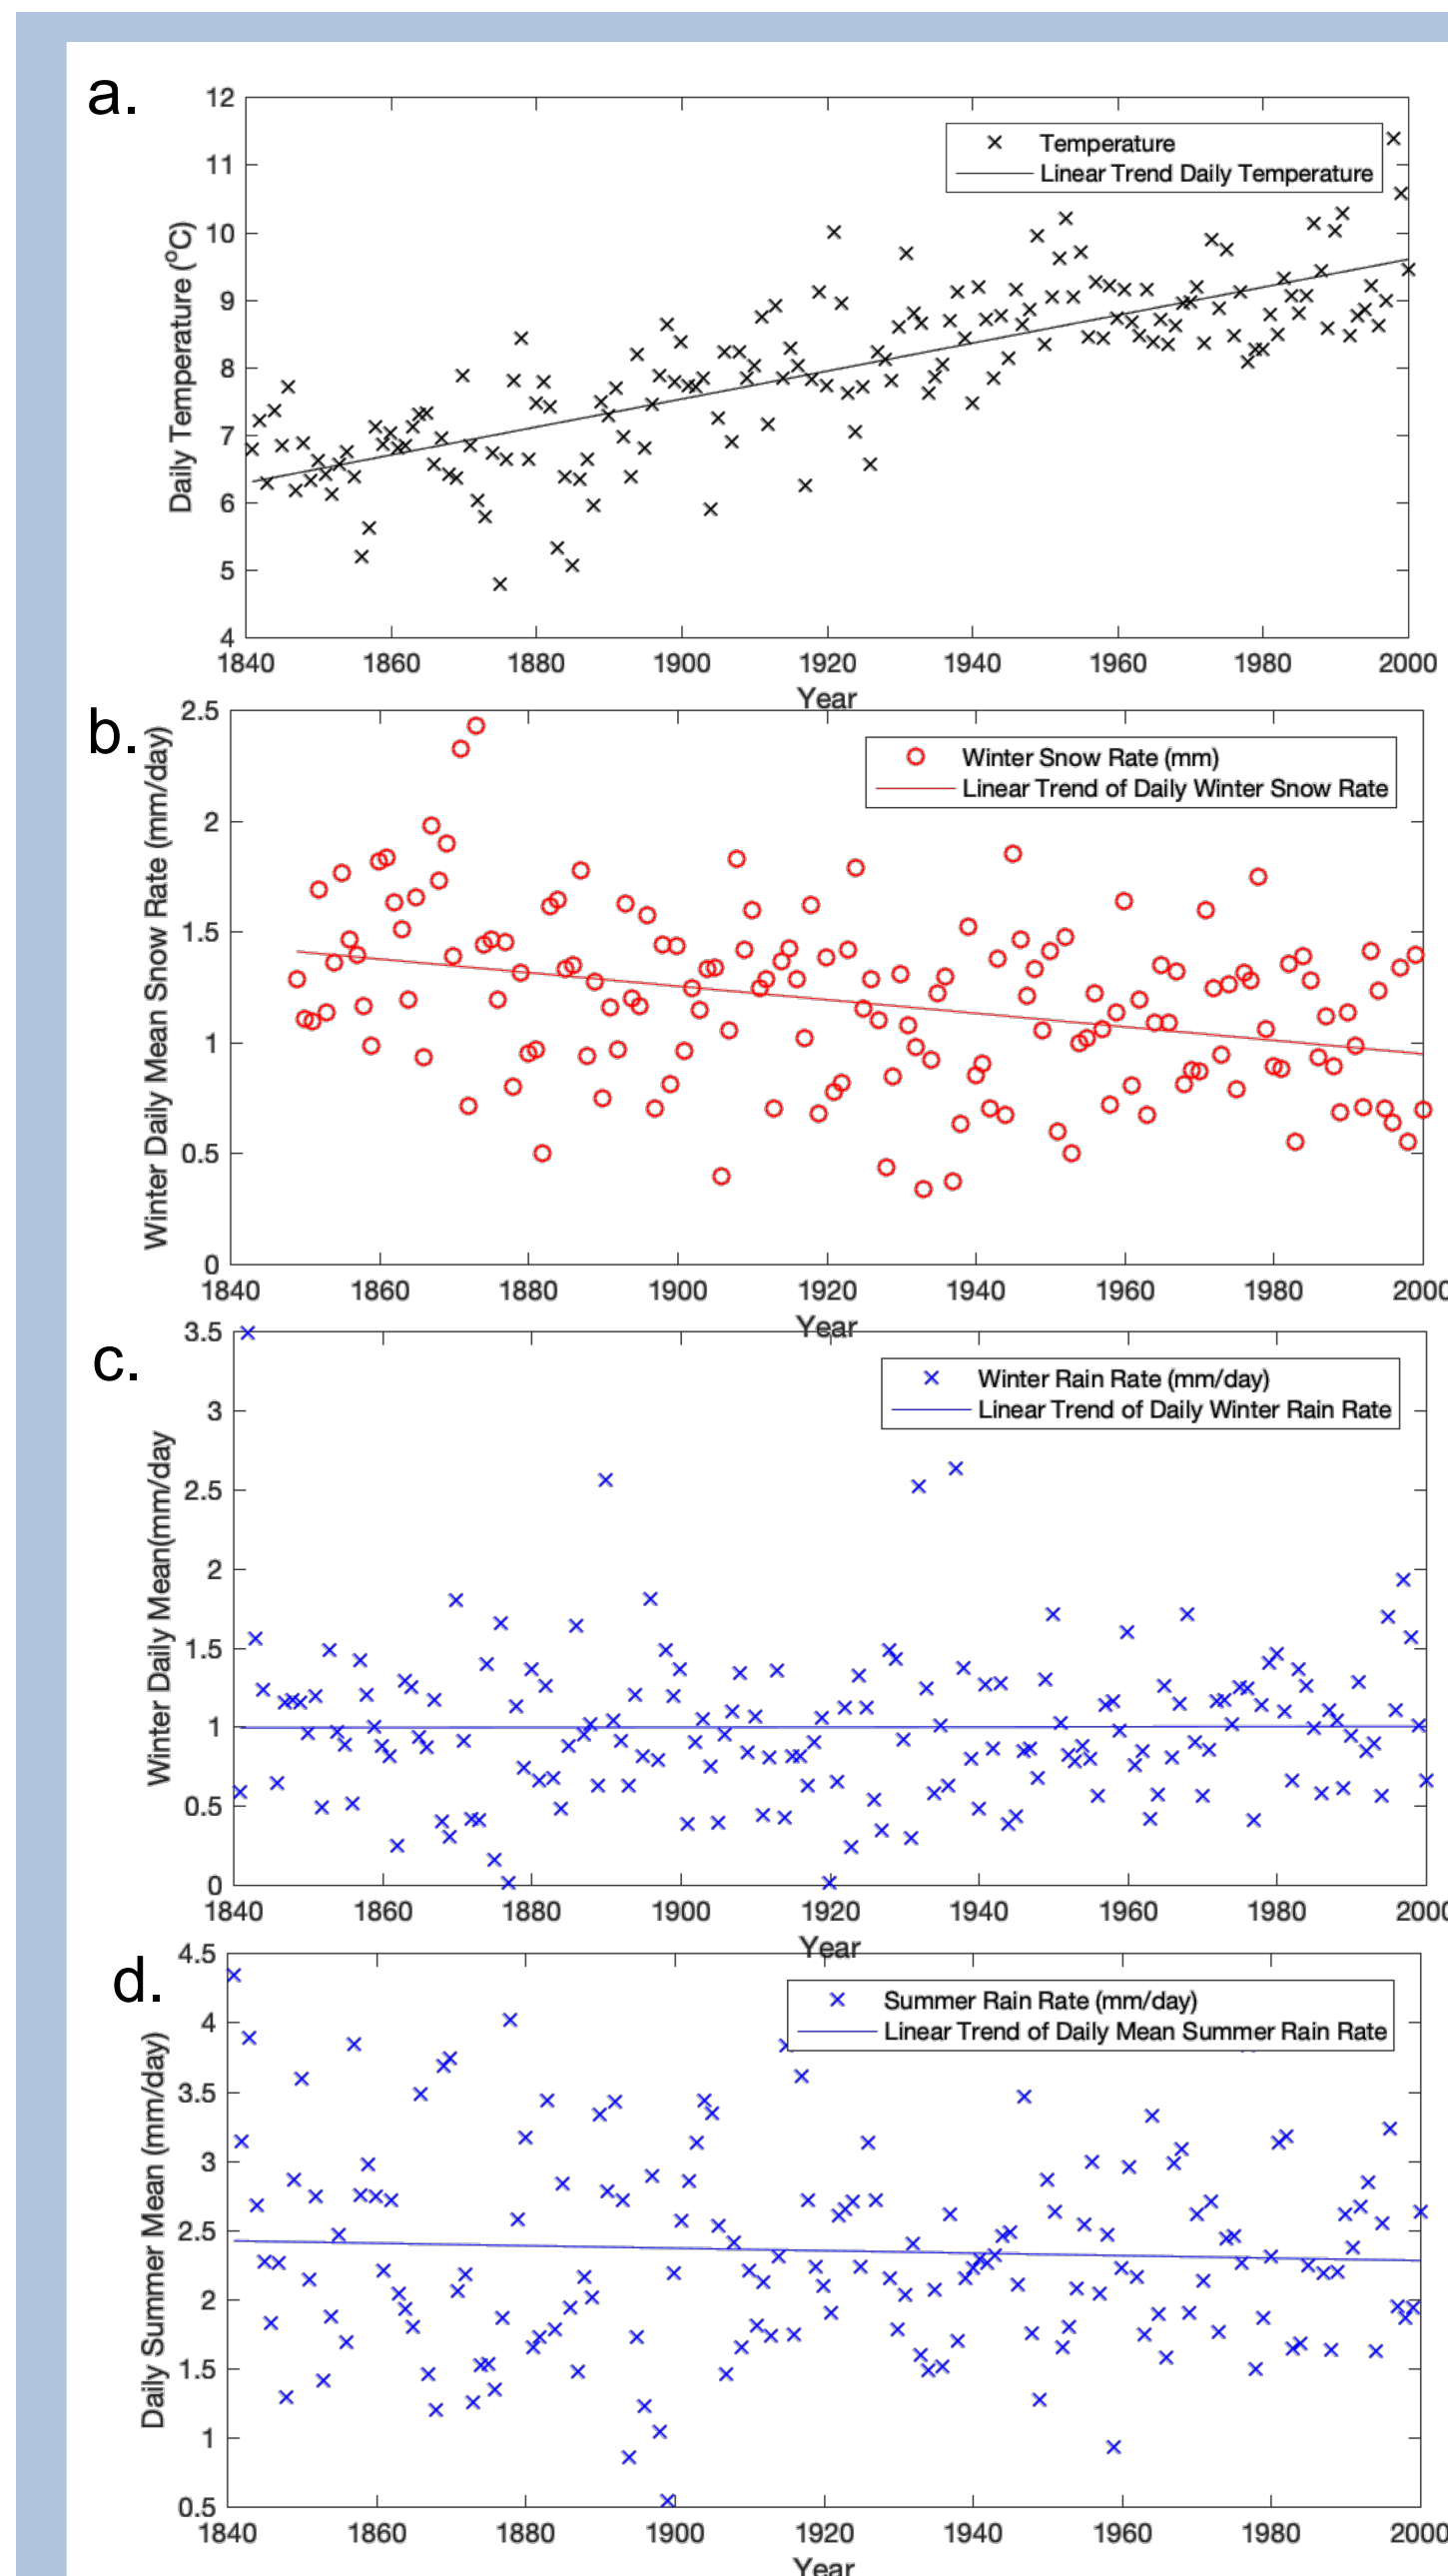 a.
12
11
10
9
8
7
6
5
4
Daily Temperature (°C)
Temperature
Linear Trend Daily Temperature
1840 1860 1880 1900 1920 1940 1960 1980 2000
Year
b.
2.5
2
1.5
1
0.5
0
Winter Daily Mean Snow Rate (mm/day)
Winter Snow Rate (mm)
Linear Trend of Daily Winter Snow Rate
1840 1860 1880 1900 1920 1940 1960 1980 2000
Year
c.
3.5
3
2.5
2
1.5
1
0.5
0
Winter Daily Mean(mm/day
Winter Rain Rate (mm/day)
Linear Trend of Daily Winter Rain Rate
1840 1860 1880 1900 1920 1940 1960 1980 2000
Year
d.
4.5
4
3.5
3
2.5
2
1.5
1
0.5
Daily Summer Mean (mm/day)
Summer Rain Rate (mm/day)
Linear Trend of Daily Mean Summer Rain Rate
1840 1860 1880 1900 1920 1940 1960 1980 2000
Year